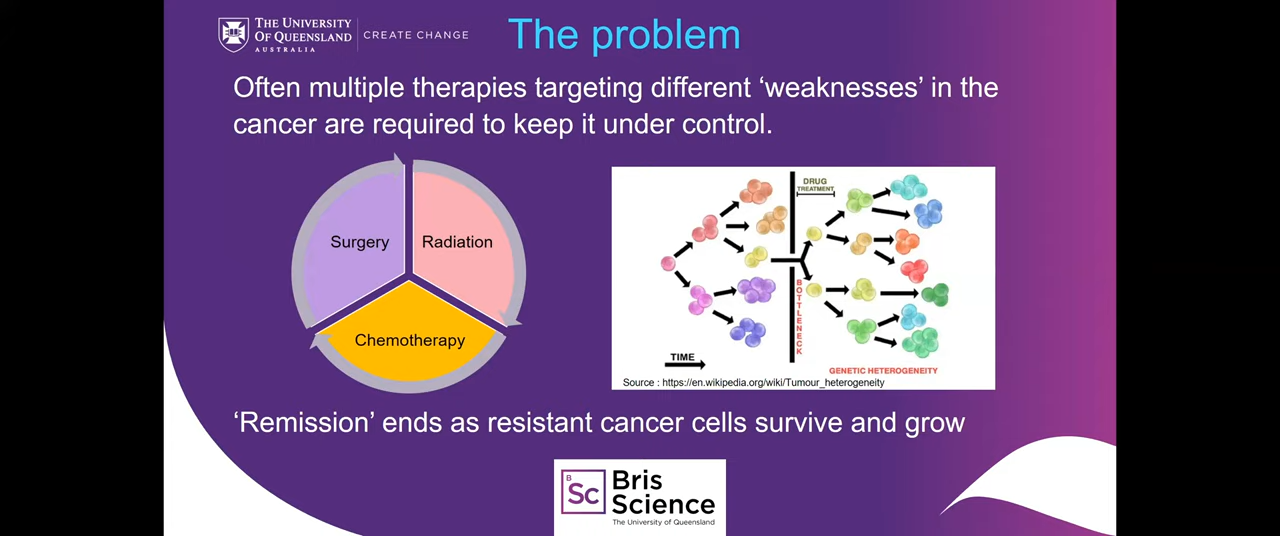 THE UNIVERSITY
OF QUEENSLAND
AUSTRALIA
CREATE CHANGE
The problem
Often multiple therapies targeting different ‘weaknesses’ in the
cancer are required to keep it under control.
Surgery
Radiation
Chemotherapy
DRUG
TREATMENT
BOTTLENECK
TIME
GENETIC HETEROGENEITY
Source : https://en.wikipedia.org/wiki/Tumour_heterogeneity
‘Remission’ ends as resistant cancer cells survive and grow
B
Sc
Bris
Science
The University of Queensland